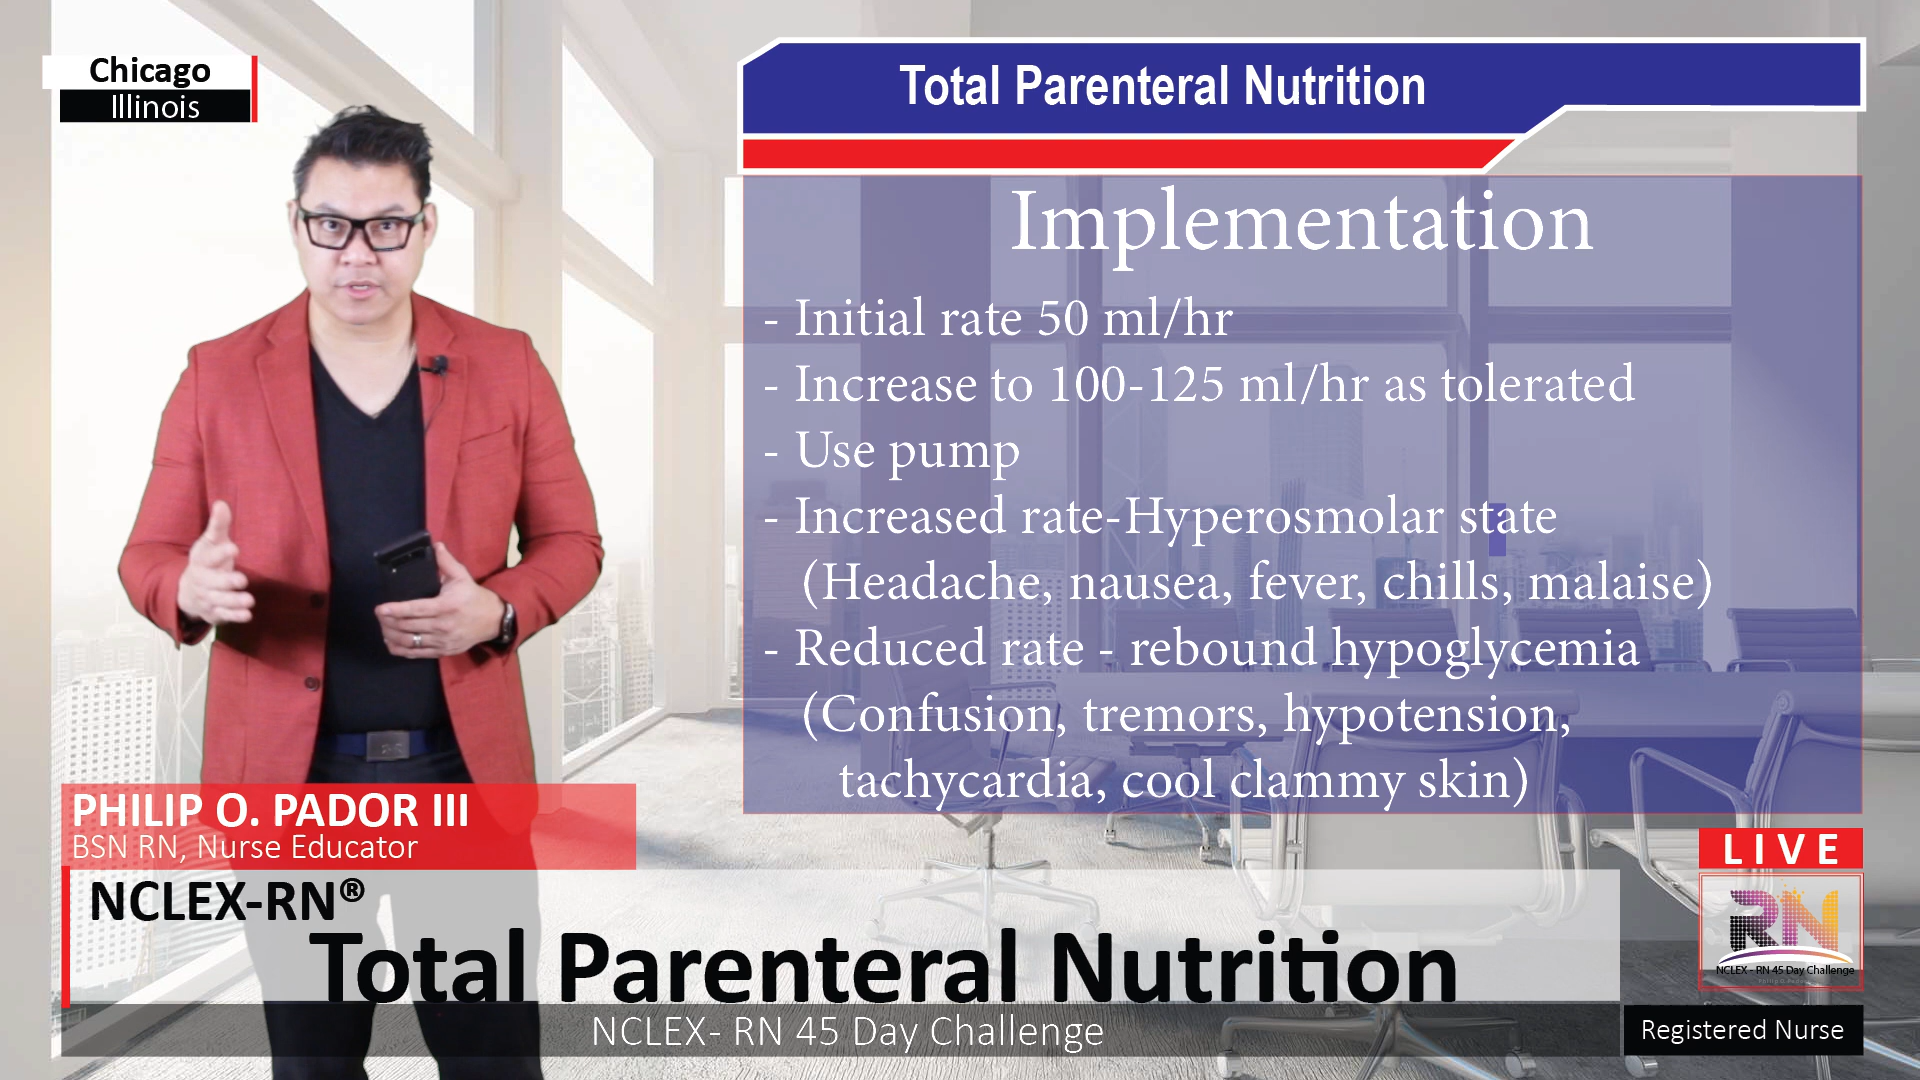 Chicago
Illinois
Total Parenteral Nutrition
Implementation
- Initial rate 50 ml/hr
- Increase to 100-125 ml/hr as tolerated
- Use pump
- Increased rate-Hyperosmolar state
(Headache, nausea, fever, chills, malaise)
- Reduced rate - rebound hypoglycemia
(Confusion, tremors, hypotension,
tachycardia, cool clammy skin)
PHILIP O. PADOR III
BSN RN, Nurse Educator
NCLEX-RN®
Total Parenteral Nutrition
NCLEX- RN 45 Day Challenge
LIVE
RN
NCLEX - RN 45 Day Challenge
Registered Nurse